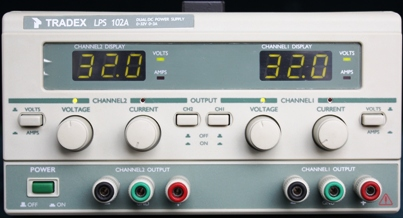 TRADEX LPS 102A DUAL DC POWER SUPPLY
CHANNEL2 DISPLAY
CHANNEL1 DISPLAY
32.0 VOLTS
AMPS
32.0 VOLTS
AMPS
CHANNEL2 OUTPUT CHANNEL1
VOLTS
AMPS
VOLTAGE CURRENT CH2 CH1 VOLTAGE CURRENT
VOLTS
AMPS
OFF
ON
POWER
OFF ON
CHANNEL2 OUTPUT
CHANNEL1 OUTPUT